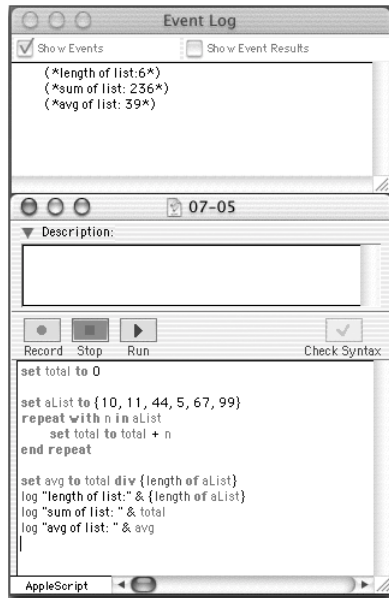 Event Log
Show Events Show Event Results
(*length of list:6*)
(*sum of list: 236*)
(*avg of list: 39*)
07-05
Description:
Record Stop Run Check Syntax
set total to 0
set aList to {10, 11, 44, 5, 67, 99}
repeat with n in aList
set total to total + n
end repeat
set avg to total div {length of aList}
log "length of list:" & {length of aList}
log "sum of list: " & total
log "avg of list: " & avg
AppleScript